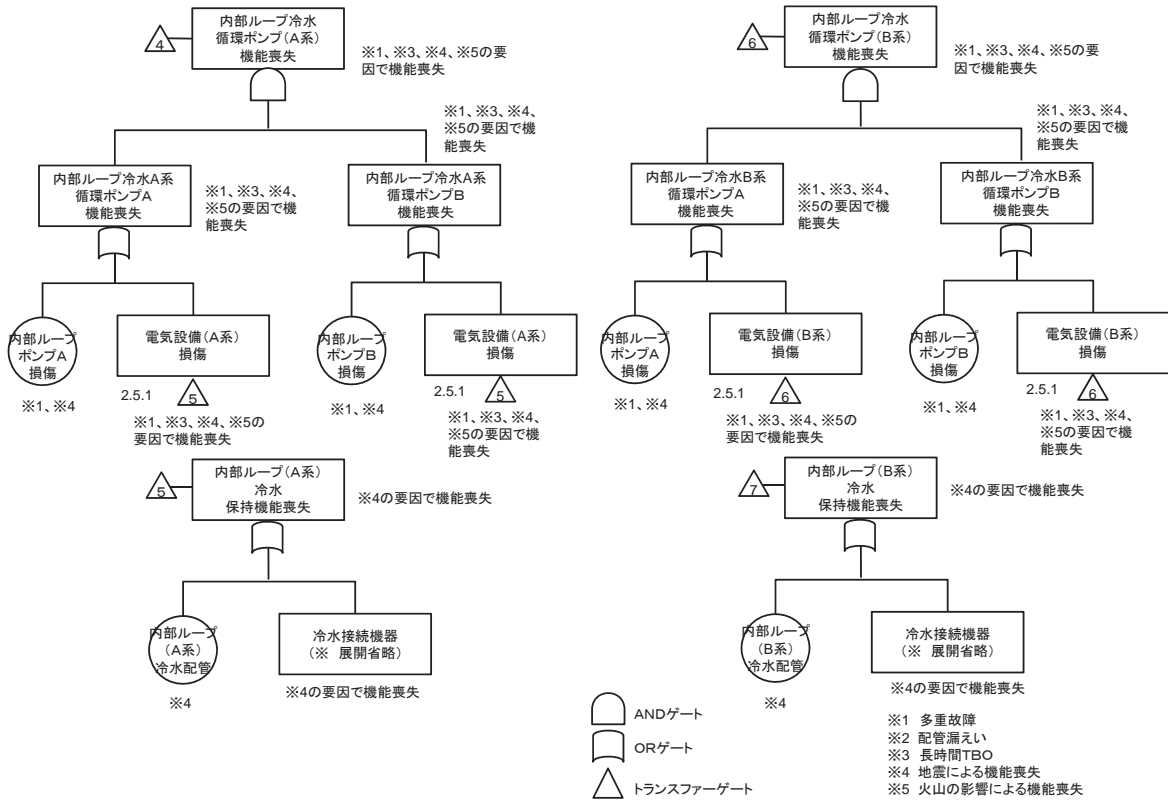 内部ループ冷水
循環ポンプ(A系)
機能喪失
4
※1、※3、※4、※5の要
因で機能喪失
※1、※3、※4、
※5の要因で機
能喪失
内部ループ冷水A系
循環ポンプA
機能喪失
※1、※3、※4、
※5の要因で機
能喪失
内部ループ冷水A系
循環ポンプB
機能喪失
内部ループ
ポンプA
損傷
※1、※4
電気設備(A系)
損傷
2.5.1
5
※1、※3、※4、※5の
要因で機能喪失
内部ループ
ポンプB
損傷
※1、※4
電気設備(A系)
損傷
2.5.1
5
※1、※3、※4、
※5の要因で機
能喪失
内部ループ冷水
循環ポンプ(B系)
機能喪失
6
※1、※3、※4、※5の要
因で機能喪失
※1、※3、※4、
※5の要因で機
能喪失
内部ループ冷水B系
循環ポンプA
機能喪失
※1、※3、※4、
※5の要因で機
能喪失
内部ループ冷水B系
循環ポンプB
機能喪失
内部ループ
ポンプA
損傷
※1、※4
電気設備(B系)
損傷
2.5.1
6
※1、※3、※4、※5の
要因で機能喪失
内部ループ
ポンプB
損傷
※1、※4
電気設備(B系)
損傷
2.5.1
6
※1、※3、※4、
※5の要因で機
能喪失
内部ループ(A系)
冷水
保持機能喪失
5
※4の要因で機能喪失
内部ループ
(A系)
冷水配管
※4
冷水接続機器
(※ 展開省略)
※4の要因で機能喪失
内部ループ(B系)
冷水
保持機能喪失
7
※4の要因で機能喪失
内部ループ
(B系)
冷水配管
※4
冷水接続機器
(※ 展開省略)
※4の要因で機能喪失
ANDゲート
ORゲート
トランスファーゲート
※1 多重故障
※2 配管漏えい
※3 長時間TBO
※4 地震による機能喪失
※5 火山の影響による機能喪失